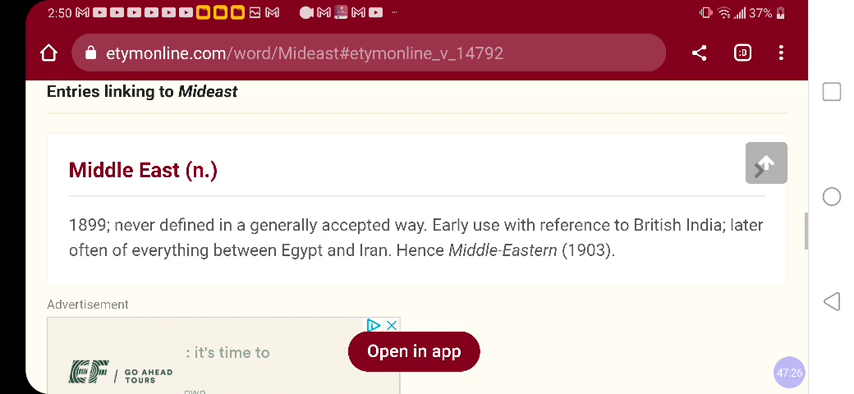 2:50
37%
etymonline.com/word/Mideast#etymonline_v_14792
:D
Entries linking to Mideast
Middle East (n.)
1899; never defined in a generally accepted way. Early use with reference to British India; later
often of everything between Egypt and Iran. Hence Middle-Eastern (1903).
Advertisement
: it's time to
Open in app
EF GO AHEAD
TOURS
47:26